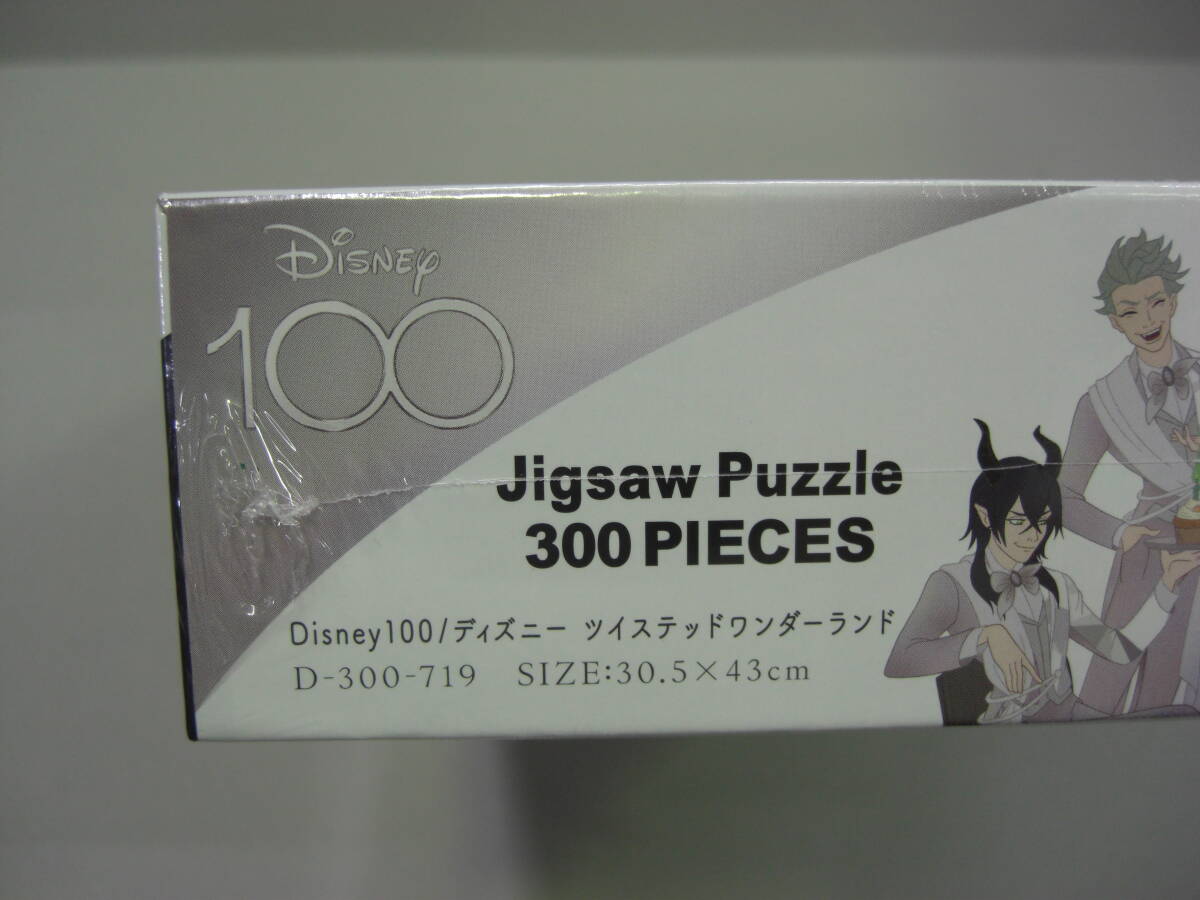 Disney
100
Jigsaw Puzzle
300 PIECES
Disney100/ディズニー ツイステッドワンダーランド
D-300-719 SIZE:30.5×43cm